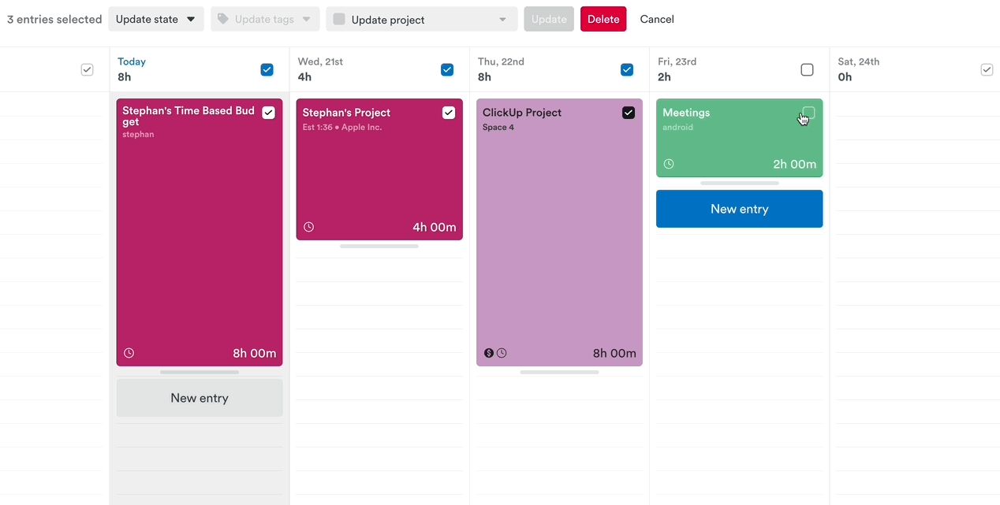 3 entries selected
Update state
Update tags
Update project
Update
Delete
Cancel
Today
8h
Wed, 21st
4h
Thu, 22nd
8h
Fri, 23rd
2h
Sat, 24th
0h
Stephan's Time Based Bud
get
stephan
8h 00m
New entry
Stephan's Project
Est 1:36 • Apple Inc.
4h 00m
ClickUp Project
Space 4
$
8h 00m
Meetings
android
2h 00m
New entry